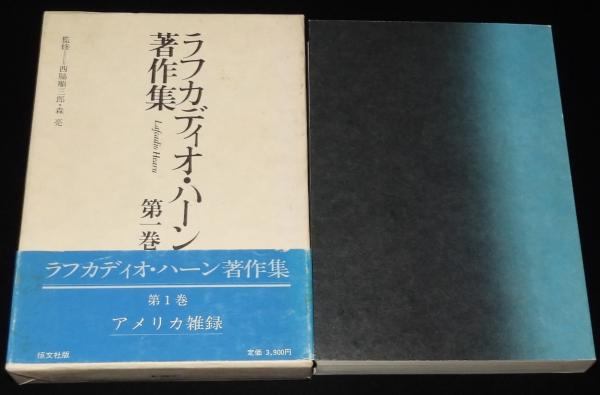 ラフカディオ・ハーン
著作集
Lafcadio Hearn
第一巻
監修——西脇順三郎・森 亮
ラフカディオ・ハーン著作集
第1巻
アメリカ雑録
恒文社版
定価 3,900円